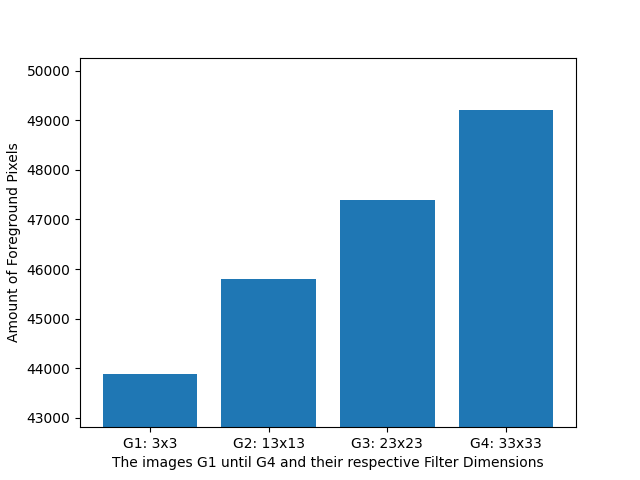 50000
49000
48000
47000
46000
45000
44000
43000
Amount of Foreground Pixels
G1: 3x3 G2: 13x13 G3: 23x23 G4: 33x33
The images G1 until G4 and their respective Filter Dimensions